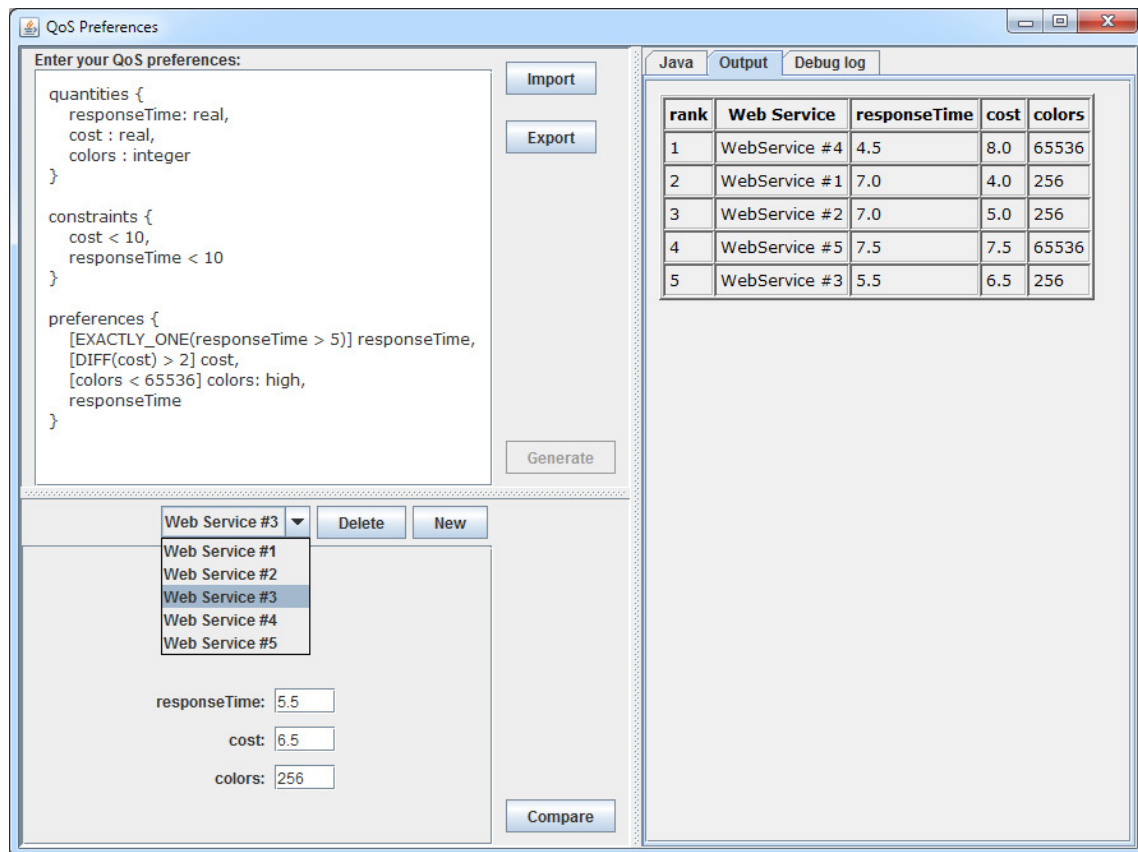 QoS Preferences
Enter your QoS preferences:
quantities {
responseTime: real,
cost : real,
colors : integer
}
constraints {
cost < 10,
responseTime < 10
}
preferences {
[EXACTLY_ONE(responseTime > 5)] responseTime,
[DIFF(cost) > 2] cost,
[colors < 65536] colors: high,
responseTime
}
Import
Export
Generate
Web Service #3 Delete New
Web Service #1
Web Service #2
Web Service #3
Web Service #4
Web Service #5
responseTime: 5.5
cost: 6.5
colors: 256
Compare
Java Output Debug log
rank Web Service responseTime cost colors
1 WebService #4 4.5 8.0 65536
2 WebService #1 7.0 4.0 256
3 WebService #2 7.0 5.0 256
4 WebService #5 7.5 7.5 65536
5 WebService #3 5.5 6.5 256